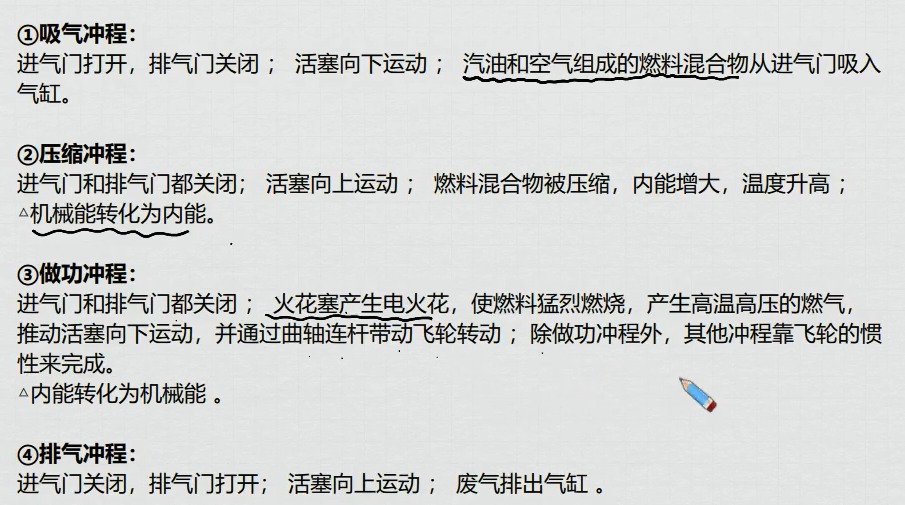 ①吸气冲程：
进气门打开，排气门关闭 ； 活塞向下运动 ； 汽油和空气组成的燃料混合物从进气门吸入
气缸。
②压缩冲程：
进气门和排气门都关闭； 活塞向上运动 ； 燃料混合物被压缩，内能增大，温度升高 ；
△机械能转化为内能。
③做功冲程：
进气门和排气门都关闭 ； 火花塞产生电火花，使燃料猛烈燃烧，产生高温高压的燃气，
推动活塞向下运动，并通过曲轴连杆带动飞轮转动 ；除做功冲程外，其他冲程靠飞轮的惯
性来完成。
△内能转化为机械能 。
④排气冲程：
进气门关闭，排气门打开； 活塞向上运动 ； 废气排出气缸 。